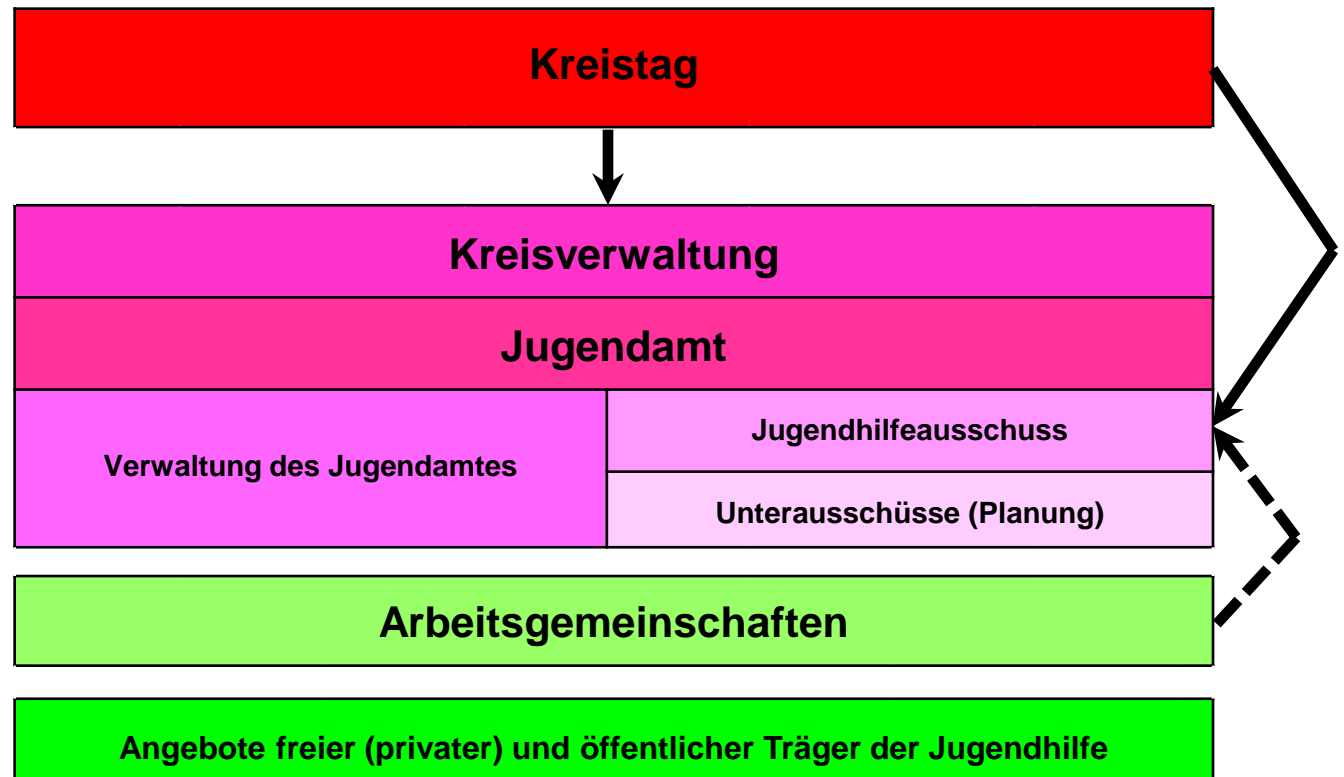 Kreistag
Kreisverwaltung
Jugendamt
Verwaltung des Jugendamtes
Jugendhilfeausschuss
Unterausschüsse (Planung)
Arbeitsgemeinschaften
Angebote freier (privater) und öffentlicher Träger der Jugendhilfe